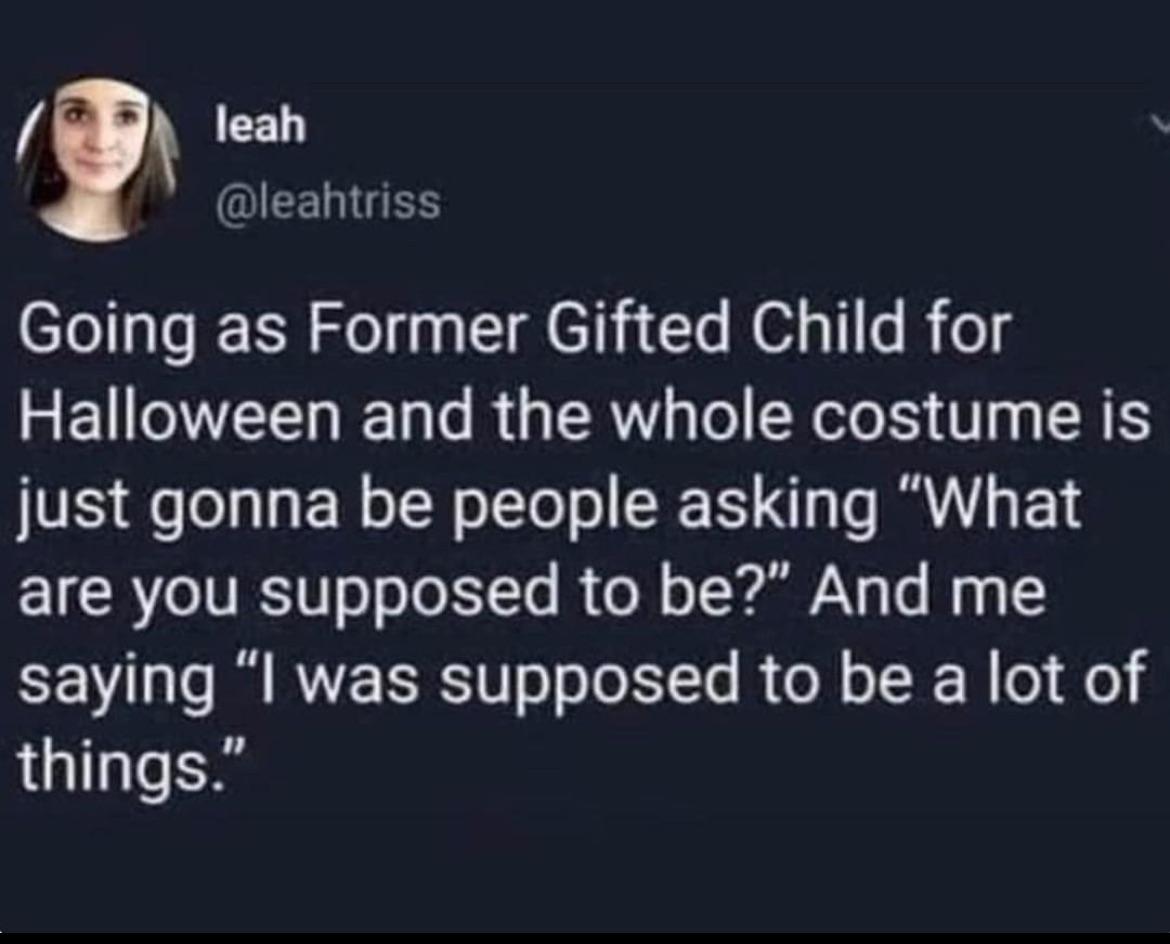 leah
@leahtriss
Going as Former Gifted Child for
Halloween and the whole costume is
just gonna be people asking “What
are you supposed to be?” And me
saying “I was supposed to be a lot of
things.”